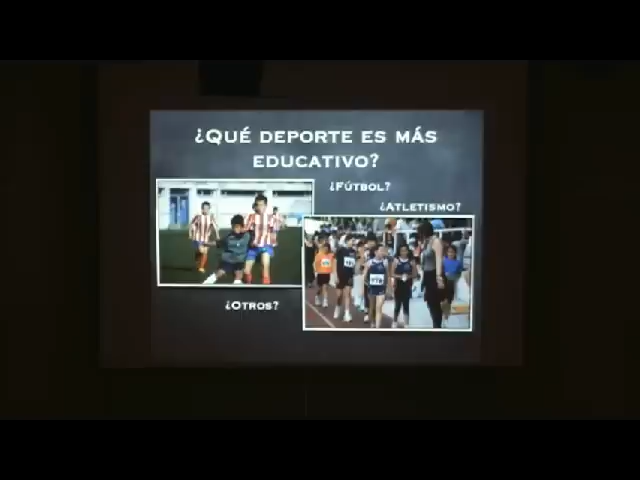 ¿QUÉ DEPORTE ES MÁS
EDUCATIVO?
¿FÚTBOL?
¿ATLETISMO?
¿OTROS?